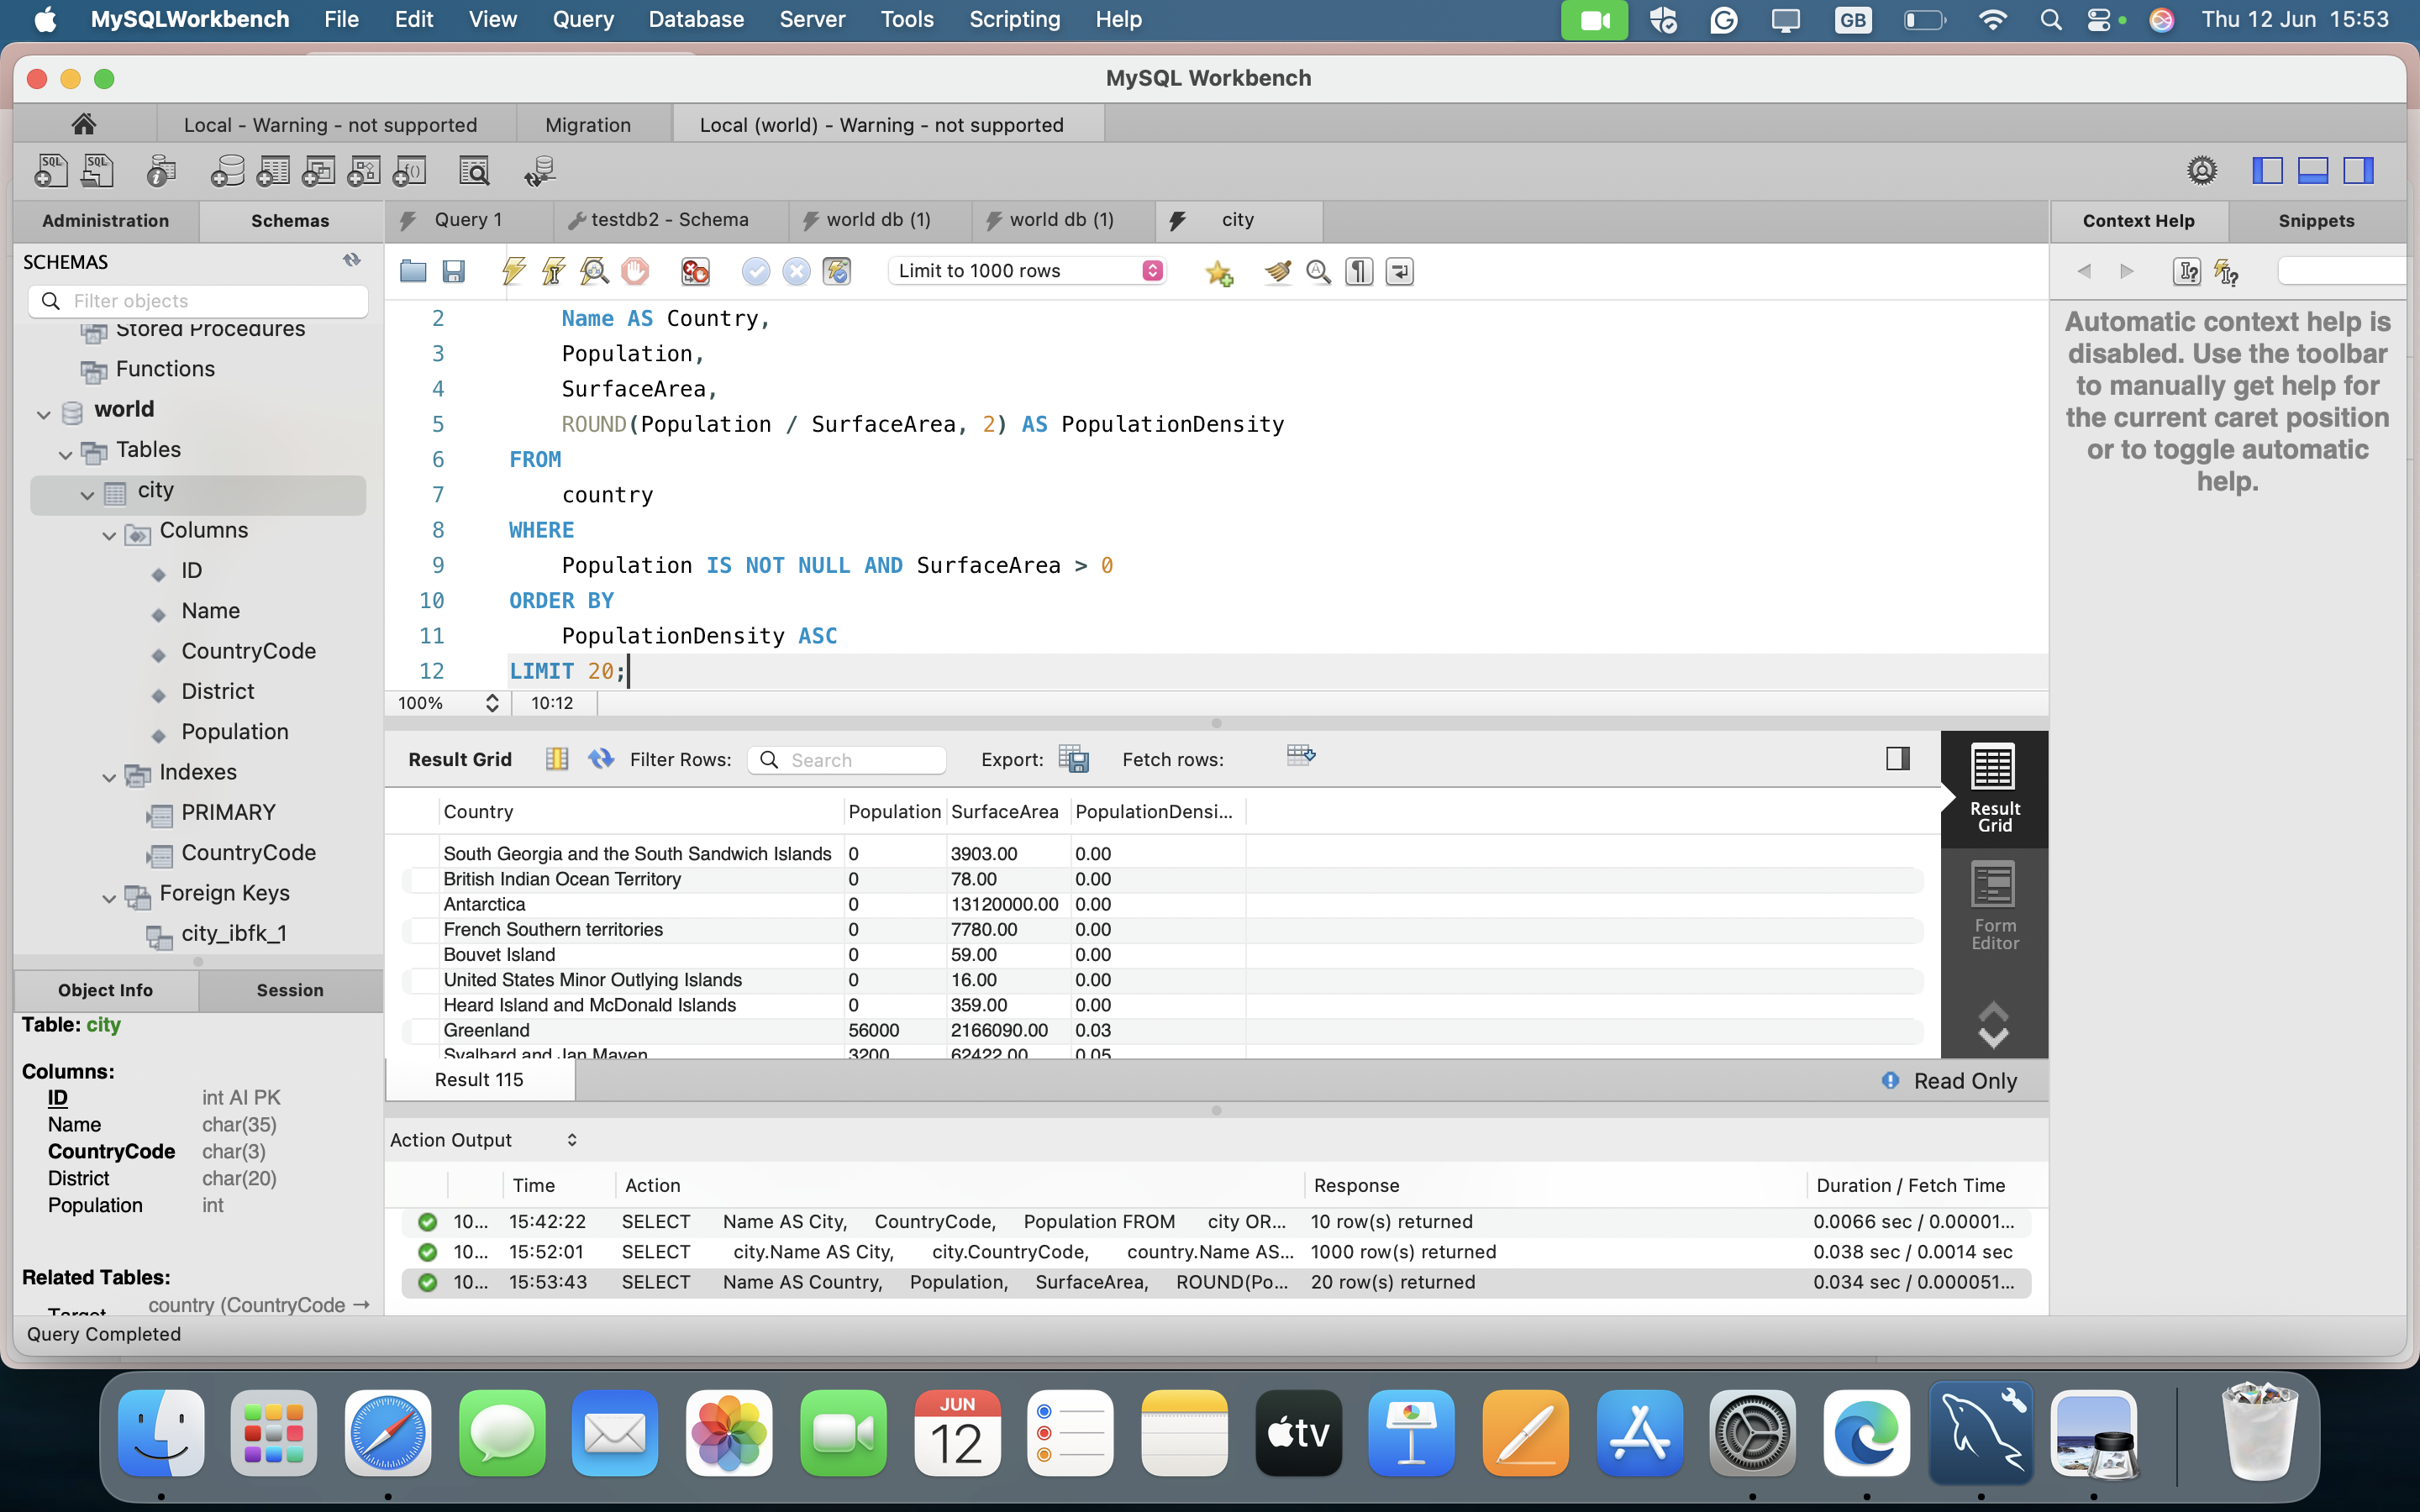 MySQLWorkbench File Edit View Query Database Server Tools Scripting Help GB Thu 12 Jun 15:53
MySQL Workbench
Local - Warning - not supported Migration Local (world) - Warning - not supported
Administration Schemas Query 1 testdb2 - Schema world db (1) world db (1) city Context Help Snippets
SCHEMAS
Filter objects
Stored Procedures
Functions
world
Tables
city
Columns
ID
Name
CountryCode
District
Population
Indexes
PRIMARY
CountryCode
Foreign Keys
city_ibfk_1
Object Info Session
Table: city
Columns:
ID int AI PK
Name char(35)
CountryCode char(3)
District char(20)
Population int
Related Tables:
Target country (CountryCode →
Query Completed
Limit to 1000 rows
2 Name AS Country,
3 Population,
4 SurfaceArea,
5 ROUND(Population / SurfaceArea, 2) AS PopulationDensity
6 FROM
7 country
8 WHERE
9 Population IS NOT NULL AND SurfaceArea > 0
10 ORDER BY
11 PopulationDensity ASC
12 LIMIT 20;
100% 10:12
Result Grid Filter Rows: Search Export: Fetch rows:
Country Population SurfaceArea PopulationDensi...
South Georgia and the South Sandwich Islands 0 3903.00 0.00
British Indian Ocean Territory 0 78.00 0.00
Antarctica 0 13120000.00 0.00
French Southern territories 0 7780.00 0.00
Bouvet Island 0 59.00 0.00
United States Minor Outlying Islands 0 16.00 0.00
Heard Island and McDonald Islands 0 359.00 0.00
Greenland 56000 2166090.00 0.03
Svalbard and Jan Mayen 3200 62422.00 0.05
Result Grid
Form Editor
Result 115 Read Only
Action Output
Time Action Response Duration / Fetch Time
10... 15:42:22 SELECT Name AS City, CountryCode, Population FROM city OR... 10 row(s) returned 0.0066 sec / 0.00001...
10... 15:52:01 SELECT city.Name AS City, city.CountryCode, country.Name AS... 1000 row(s) returned 0.038 sec / 0.0014 sec
10... 15:53:43 SELECT Name AS Country, Population, SurfaceArea, ROUND(Po... 20 row(s) returned 0.034 sec / 0.000051...
Automatic context help is
disabled. Use the toolbar
to manually get help for
the current caret position
or to toggle automatic
help.
JUN
12
tv